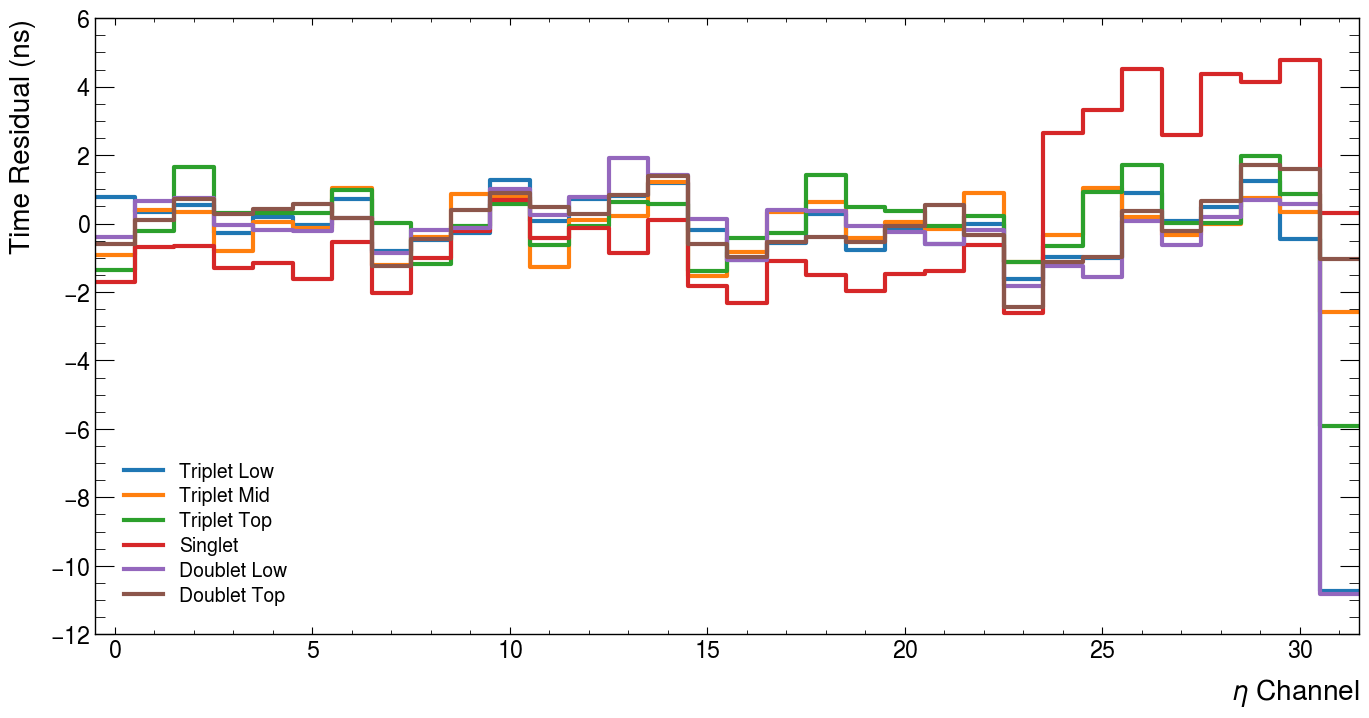 Time Residual (ns)
6
4
2
0
−2
−4
−6
−8
−10
−12
Triplet Low
Triplet Mid
Triplet Top
Singlet
Doublet Low
Doublet Top
0 5 10 15 20 25 30
η Channel